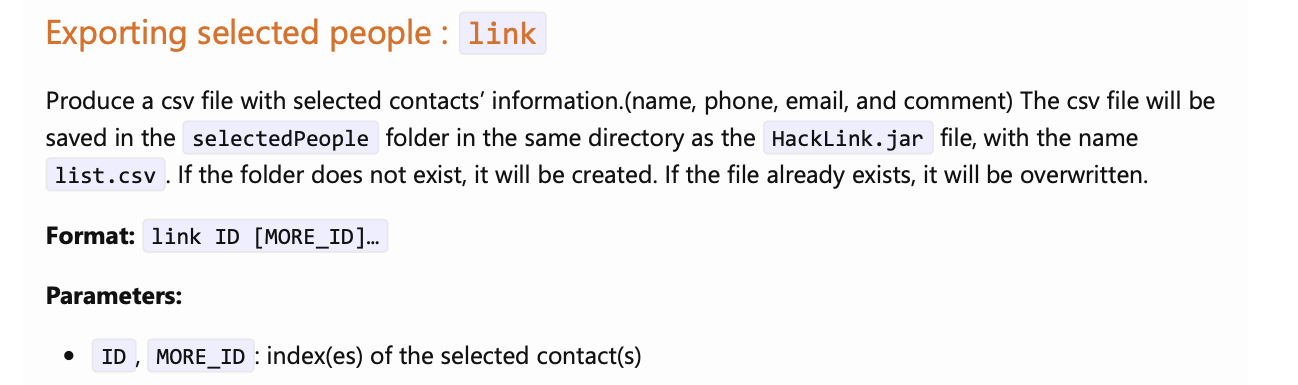 Exporting selected people : link
Produce a csv file with selected contacts’ information.(name, phone, email, and comment) The csv file will be
saved in the selectedPeople folder in the same directory as the HackLink.jar file, with the name
list.csv . If the folder does not exist, it will be created. If the file already exists, it will be overwritten.
Format: link ID [MORE_ID]…
Parameters:
• ID , MORE_ID : index(es) of the selected contact(s)